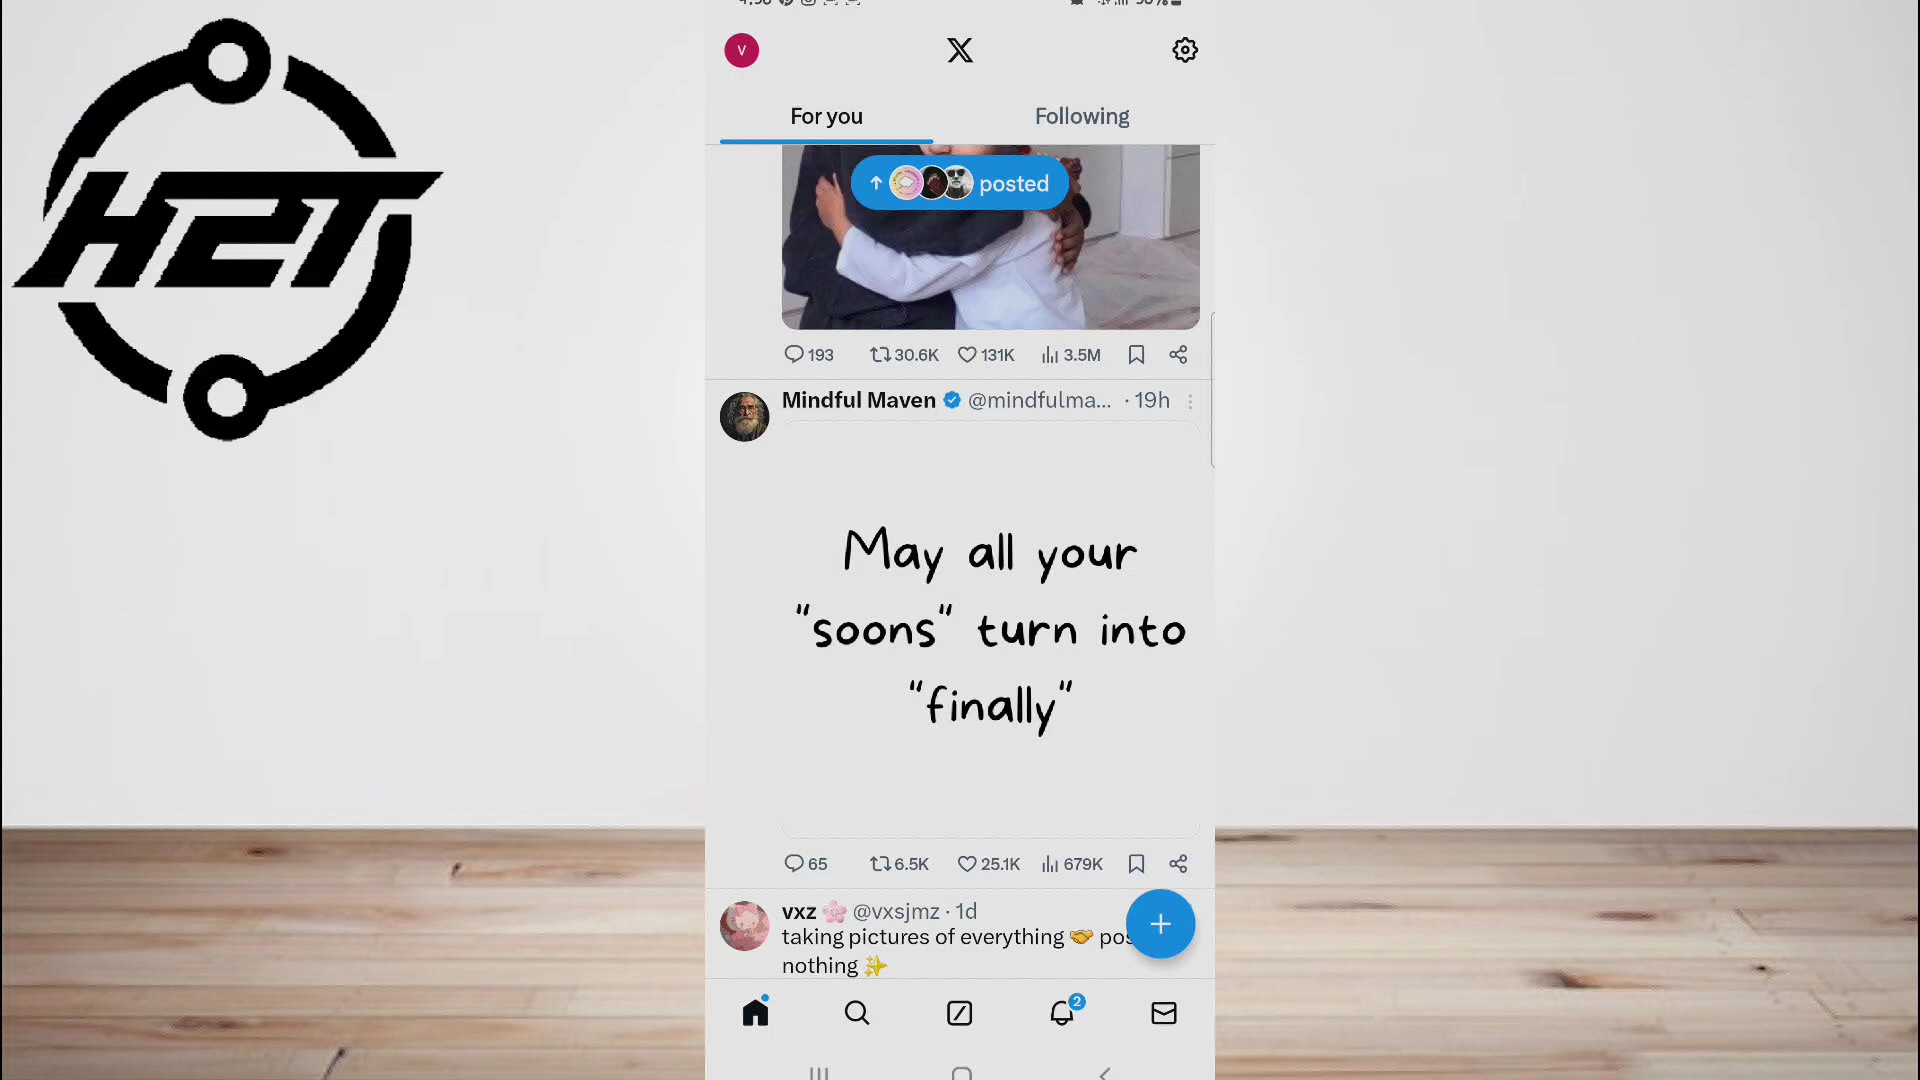 H2T
V
For you
Following
posted
193 30.6K 131K 3.5M
Mindful Maven @mindfulma... · 19h
May all your
"soons" turn into
"finally"
65 6.5K 25.1K 679K
vxz 🌸 @vxsjmz · 1d
taking pictures of everything 🤝
nothing ✨
2